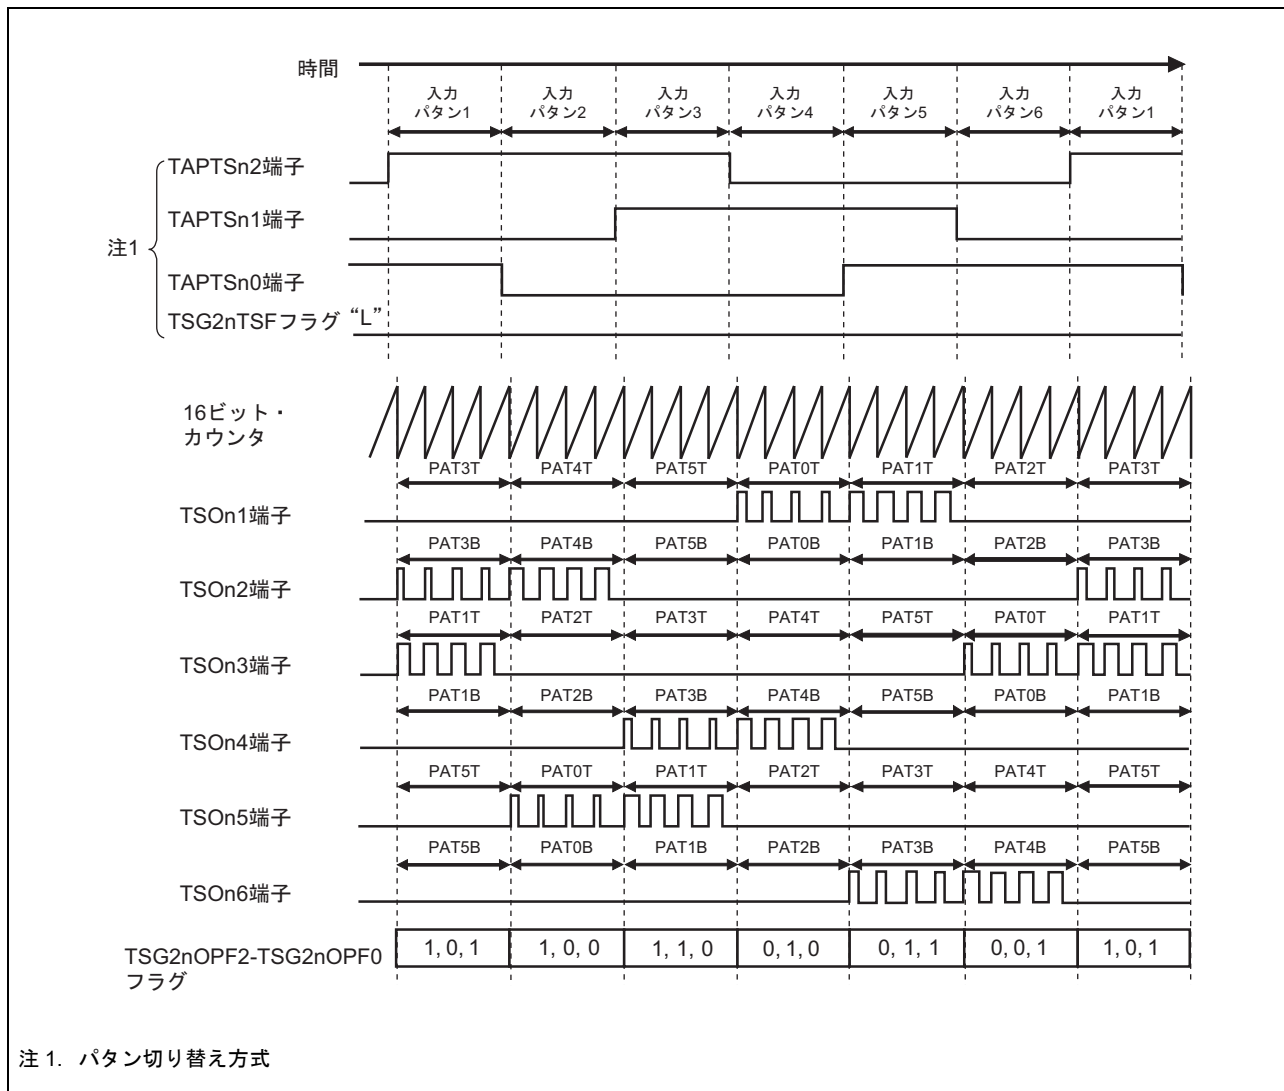 時間
入力 入力 入力 入力 入力 入力 入力
パタン1 パタン2 パタン3 パタン4 パタン5 パタン6 パタン1
TAPTSn2端子
TAPTSn1端子
注1
TAPTSn0端子
TSG2nTSFフラグ “L”
16ビット・
カウンタ
PAT3T PAT4T PAT5T PAT0T PAT1T PAT2T PAT3T
TSOn1端子
PAT3B PAT4B PAT5B PAT0B PAT1B PAT2B PAT3B
TSOn2端子
PAT1T PAT2T PAT3T PAT4T PAT5T PAT0T PAT1T
TSOn3端子
PAT1B PAT2B PAT3B PAT4B PAT5B PAT0B PAT1B
TSOn4端子
PAT5T PAT0T PAT1T PAT2T PAT3T PAT4T PAT5T
TSOn5端子
PAT5B PAT0B PAT1B PAT2B PAT3B PAT4B PAT5B
TSOn6端子
TSG2nOPF2-TSG2nOPF0 1, 0, 1 1, 0, 0 1, 1, 0 0, 1, 0 0, 1, 1 0, 0, 1 1, 0, 1
フラグ
注 1. パタン切り替え方式